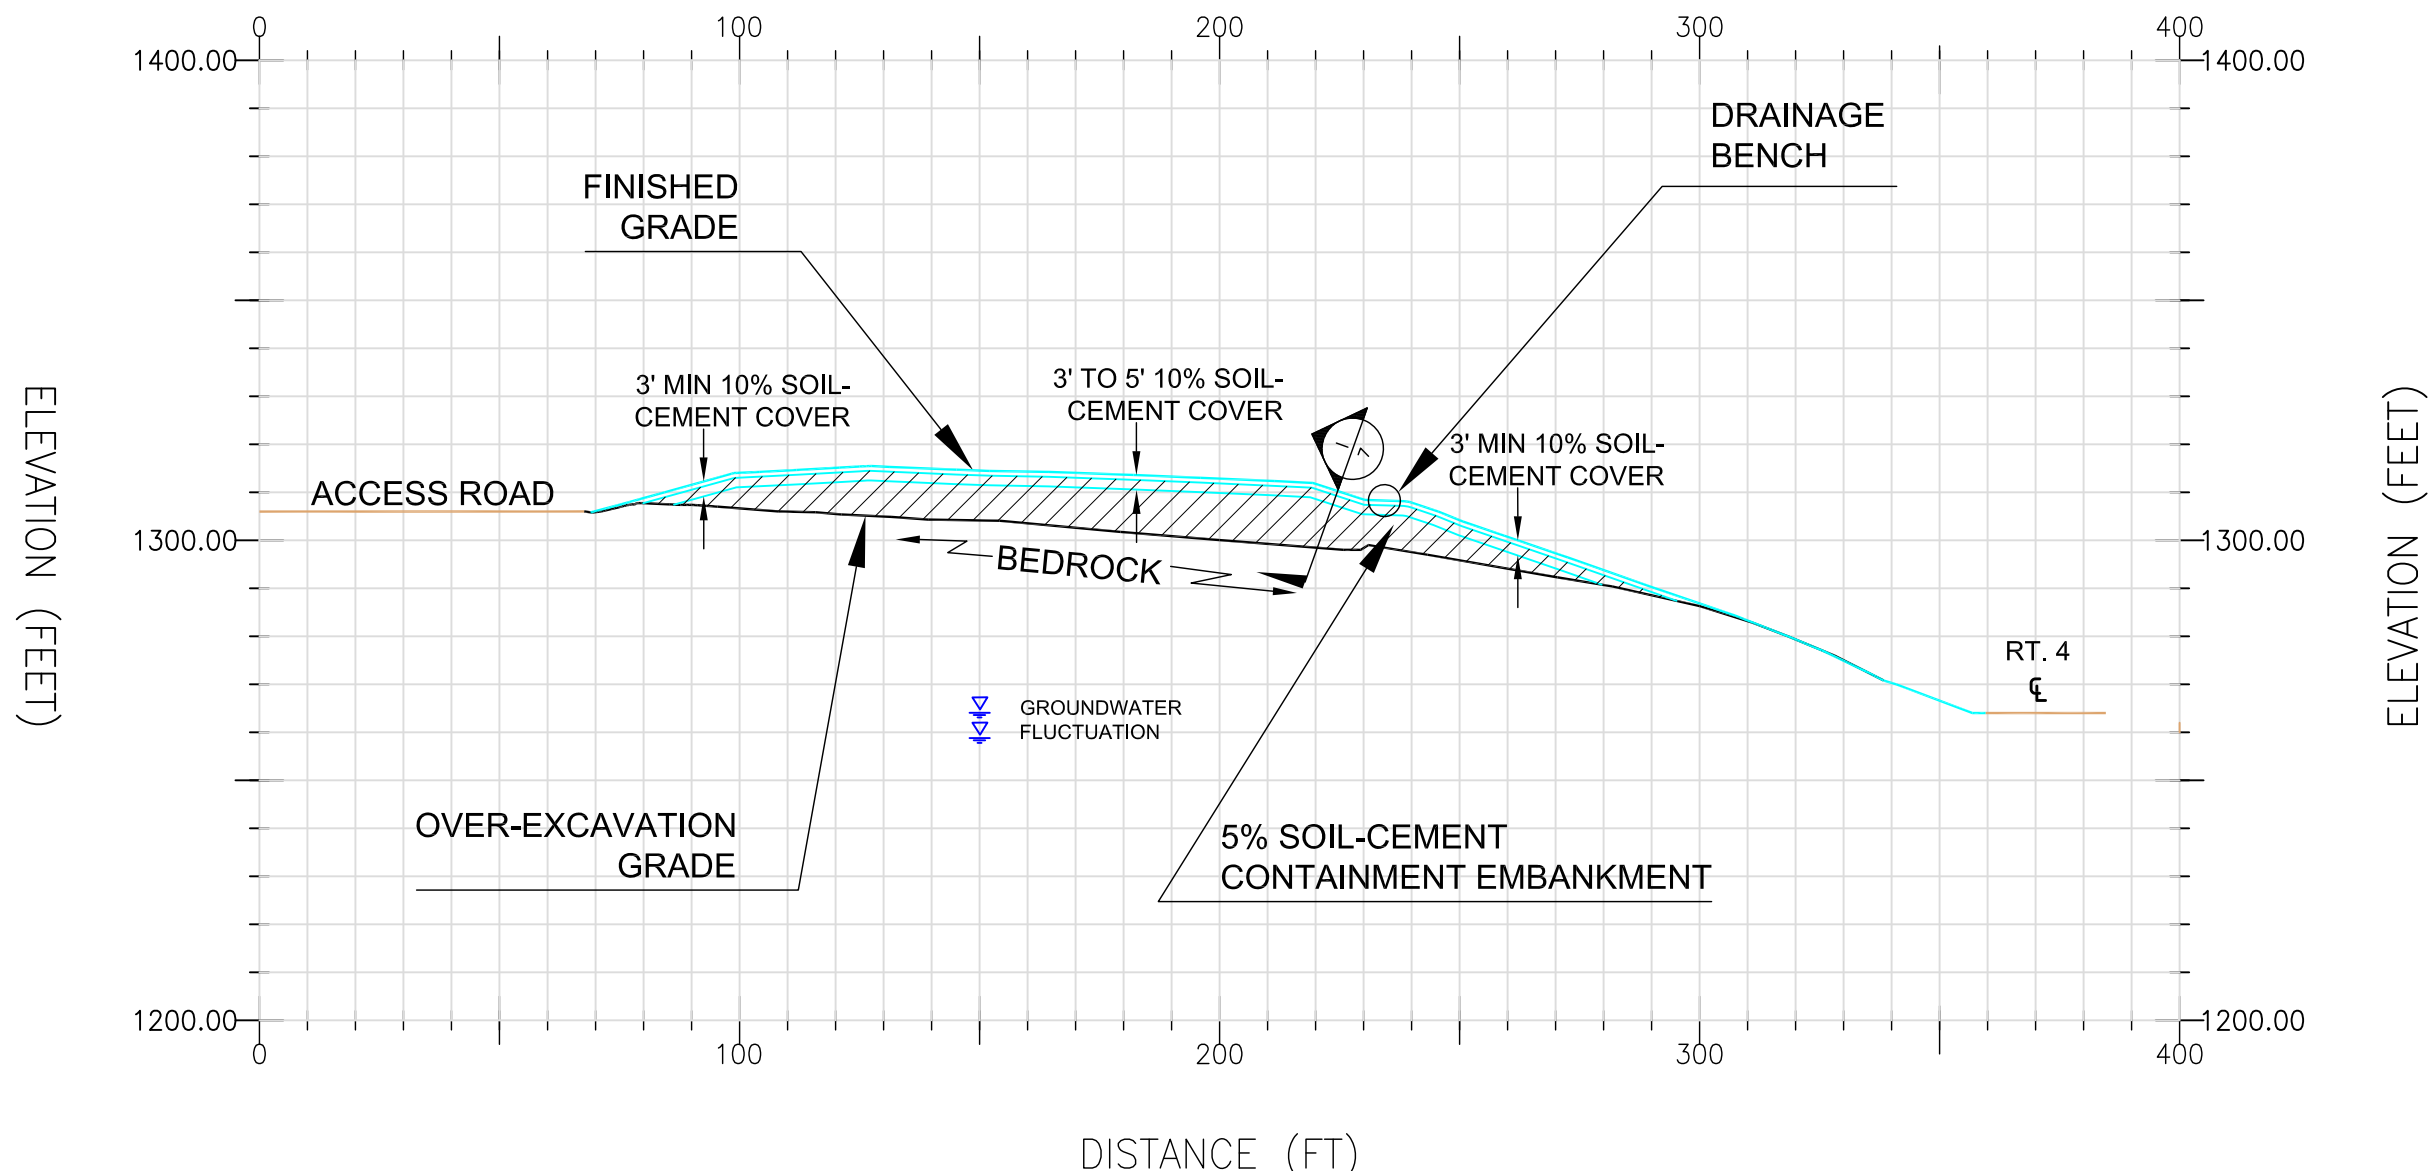 0 100 200 300 400
1400.00 1400.00
DRAINAGE
BENCH
FINISHED
GRADE
3' MIN 10% SOIL-
CEMENT COVER
3' TO 5' 10% SOIL-
CEMENT COVER
1
7
3' MIN 10% SOIL-
CEMENT COVER
ACCESS ROAD
1300.00 1300.00
BEDROCK
ELEVATION (FEET)
ELEVATION (FEET)
RT. 4
℄
GROUNDWATER
FLUCTUATION
OVER-EXCAVATION
GRADE
5% SOIL-CEMENT
CONTAINMENT EMBANKMENT
1200.00 1200.00
0 100 200 300 400
DISTANCE (FT)